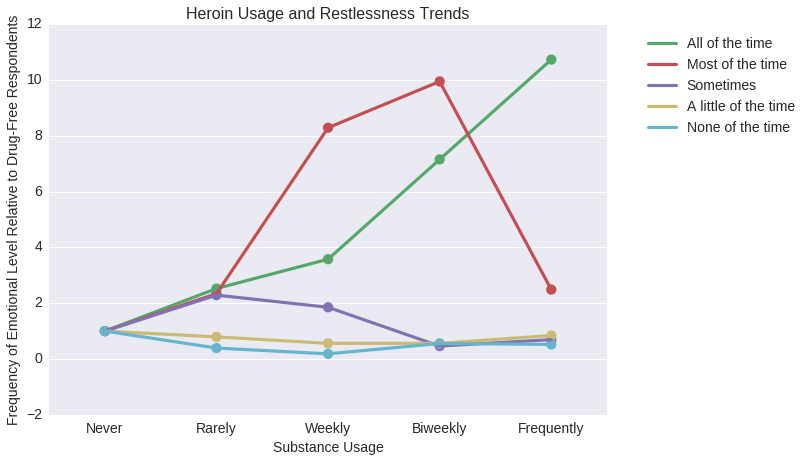 Heroin Usage and Restlessness Trends
Frequency of Emotional Level Relative to Drug-Free Respondents
12
10
8
6
4
2
0
−2
Never Rarely Weekly Biweekly Frequently
Substance Usage
All of the time
Most of the time
Sometimes
A little of the time
None of the time